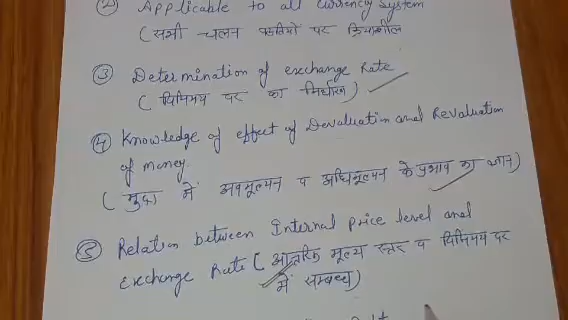 ② Applicable to all currency system
(सभी चलन पद्धतियों पर क्रियाशील
③ Determination of exchange Rate
(विनिमय दर का निर्धारण)
④ Knowledge of effect of Devaluation and Revaluation
of money
(मुद्रा में अवमूल्यन व अधिमूल्यन के प्रभाव का ज्ञान)
⑤ Relation between Internal price level and
Exchange Rate (आन्तरिक मूल्य स्तर व विनिमय दर
में सम्बन्ध)